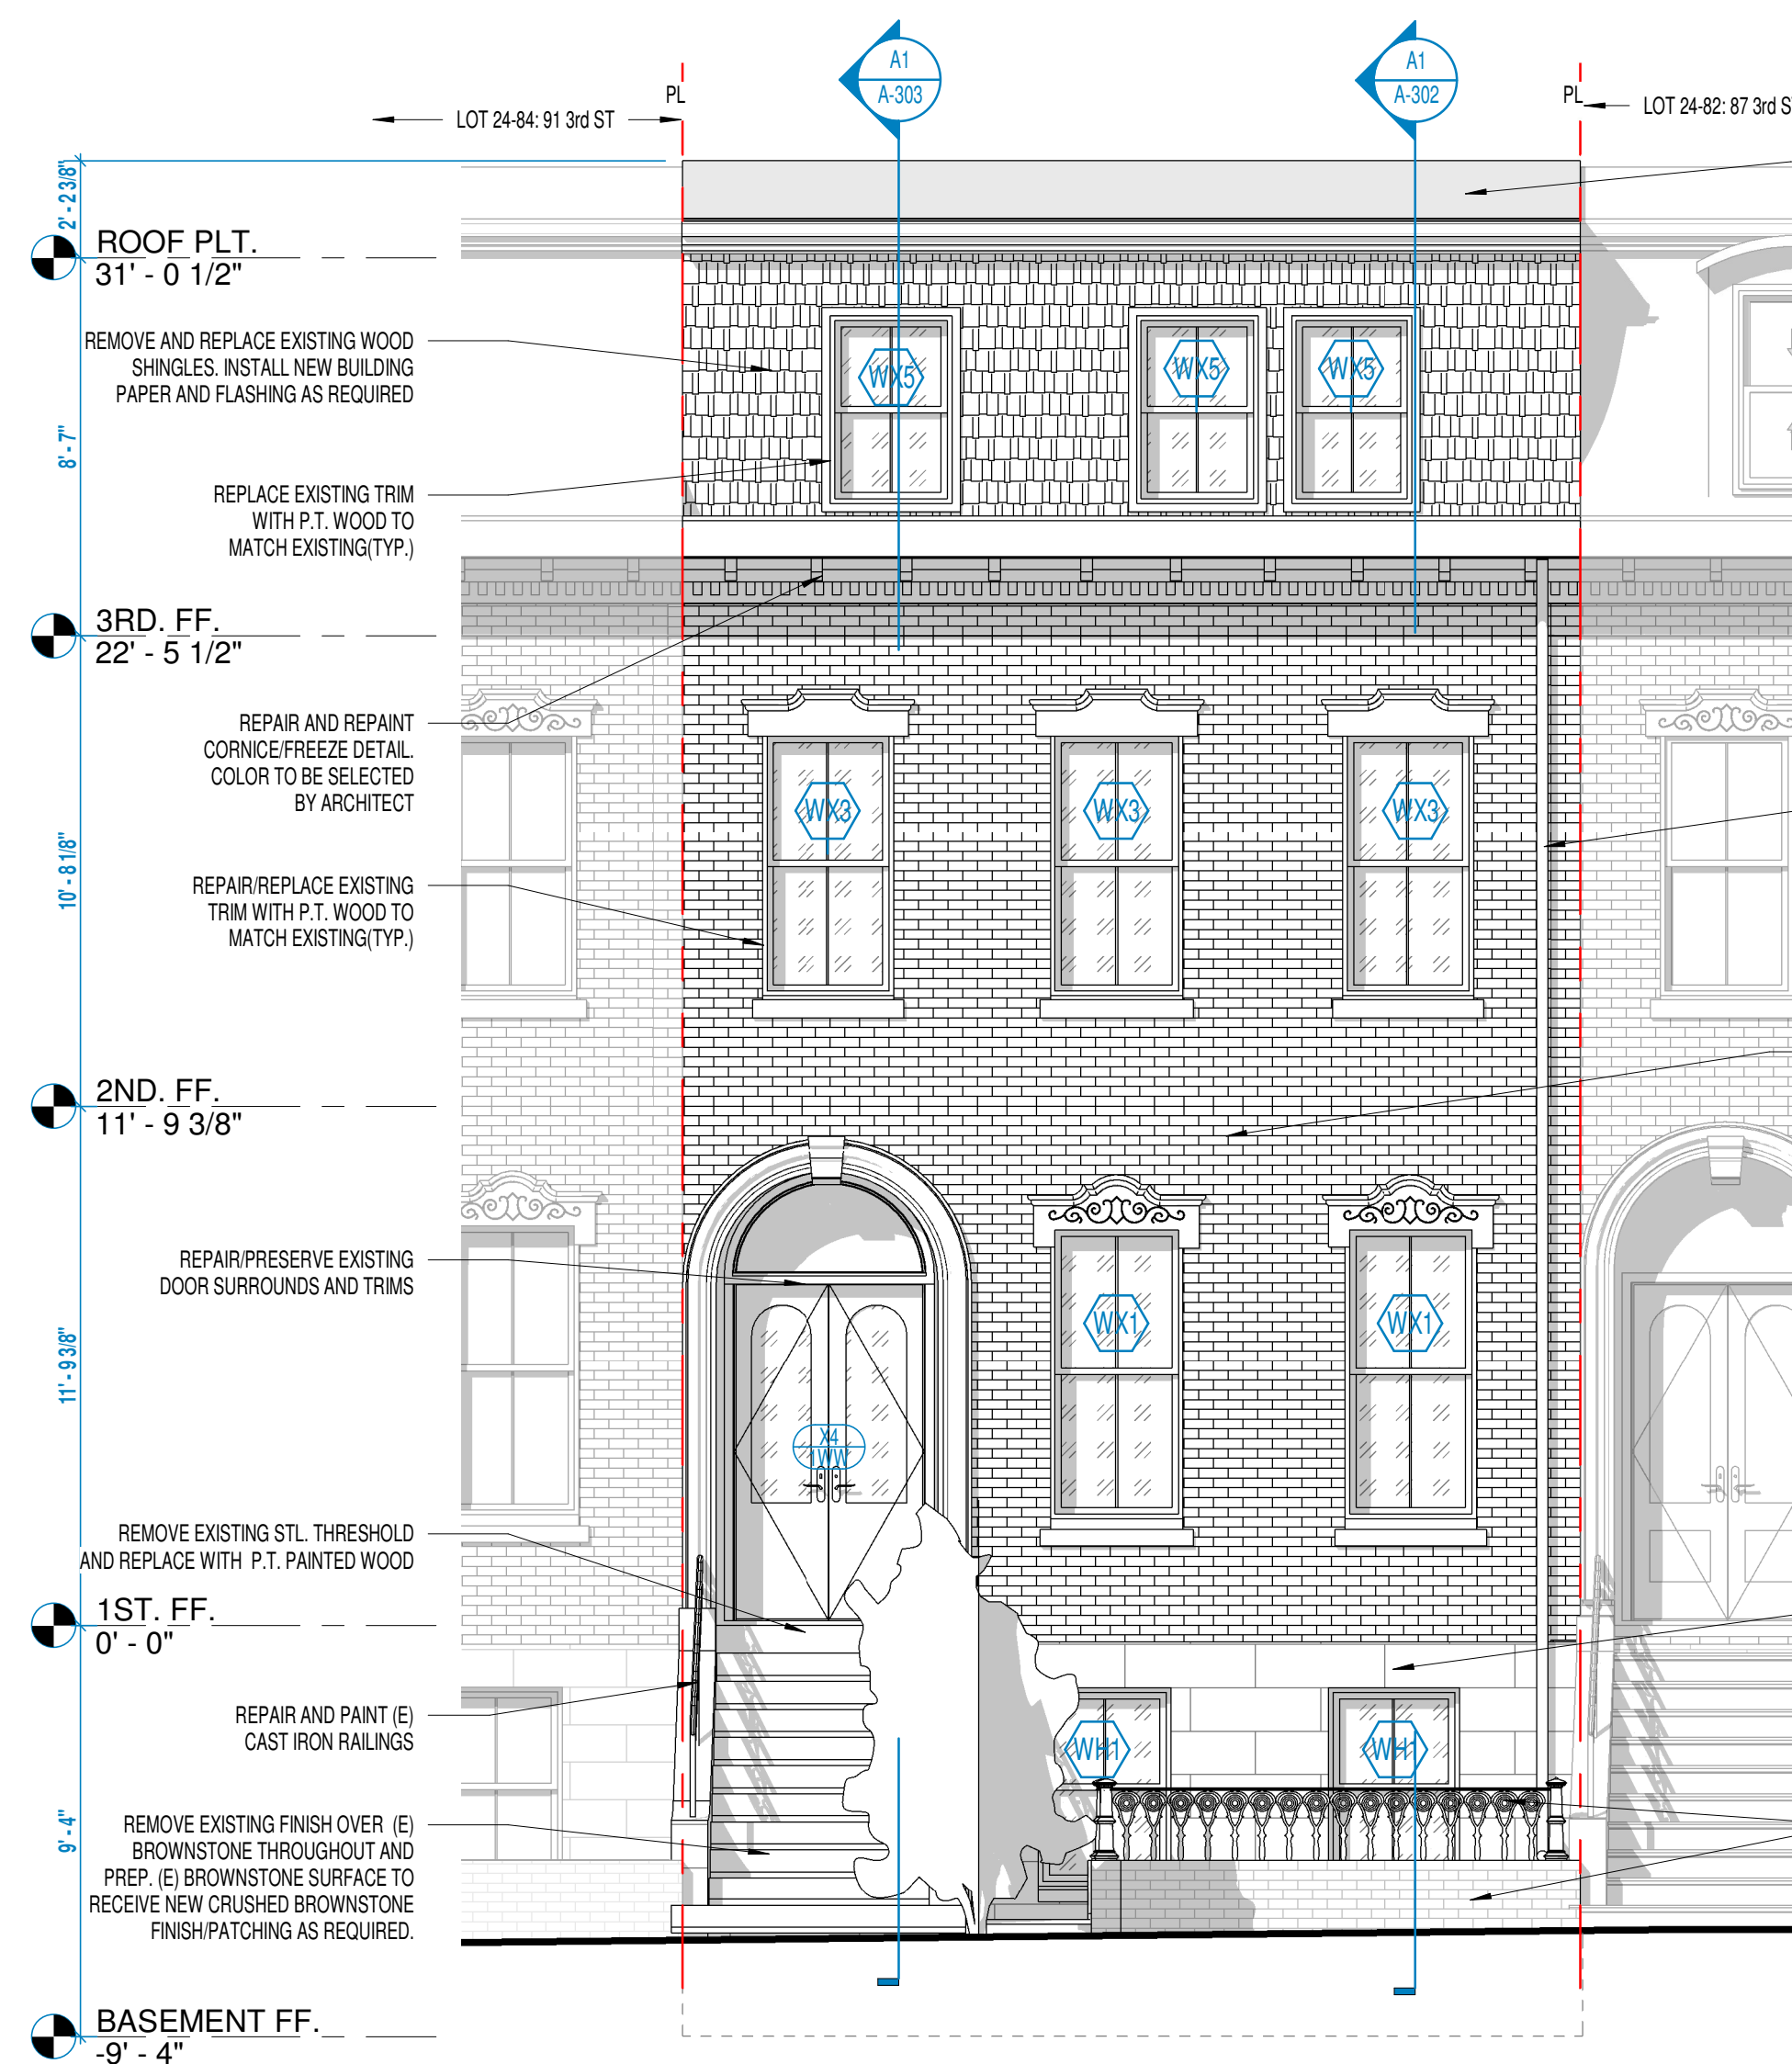 A1
A-303
A1
A-302
PL
PL
LOT 24-84: 91 3rd ST
LOT 24-82: 87 3rd S
2' - 2 3/8"
ROOF PLT.
31' - 0 1/2"
REMOVE AND REPLACE EXISTING WOOD
SHINGLES. INSTALL NEW BUILDING
PAPER AND FLASHING AS REQUIRED
WX5
WX5
WX5
8' - 7"
REPLACE EXISTING TRIM
WITH P.T. WOOD TO
MATCH EXISTING(TYP.)
3RD. FF.
22' - 5 1/2"
REPAIR AND REPAINT
CORNICE/FREEZE DETAIL.
COLOR TO BE SELECTED
BY ARCHITECT
WX3
WX3
WX3
10' - 8 1/8"
REPAIR/REPLACE EXISTING
TRIM WITH P.T. WOOD TO
MATCH EXISTING(TYP.)
2ND. FF.
11' - 9 3/8"
REPAIR/PRESERVE EXISTING
DOOR SURROUNDS AND TRIMS
WX1
WX1
11' - 9 3/8"
X4
1WW
REMOVE EXISTING STL. THRESHOLD
AND REPLACE WITH P.T. PAINTED WOOD
1ST. FF.
0' - 0"
REPAIR AND PAINT (E)
CAST IRON RAILINGS
WH1
WH1
9' - 4"
REMOVE EXISTING FINISH OVER (E)
BROWNSTONE THROUGHOUT AND
PREP. (E) BROWNSTONE SURFACE TO
RECEIVE NEW CRUSHED BROWNSTONE
FINISH/PATCHING AS REQUIRED.
BASEMENT FF.
-9' - 4"